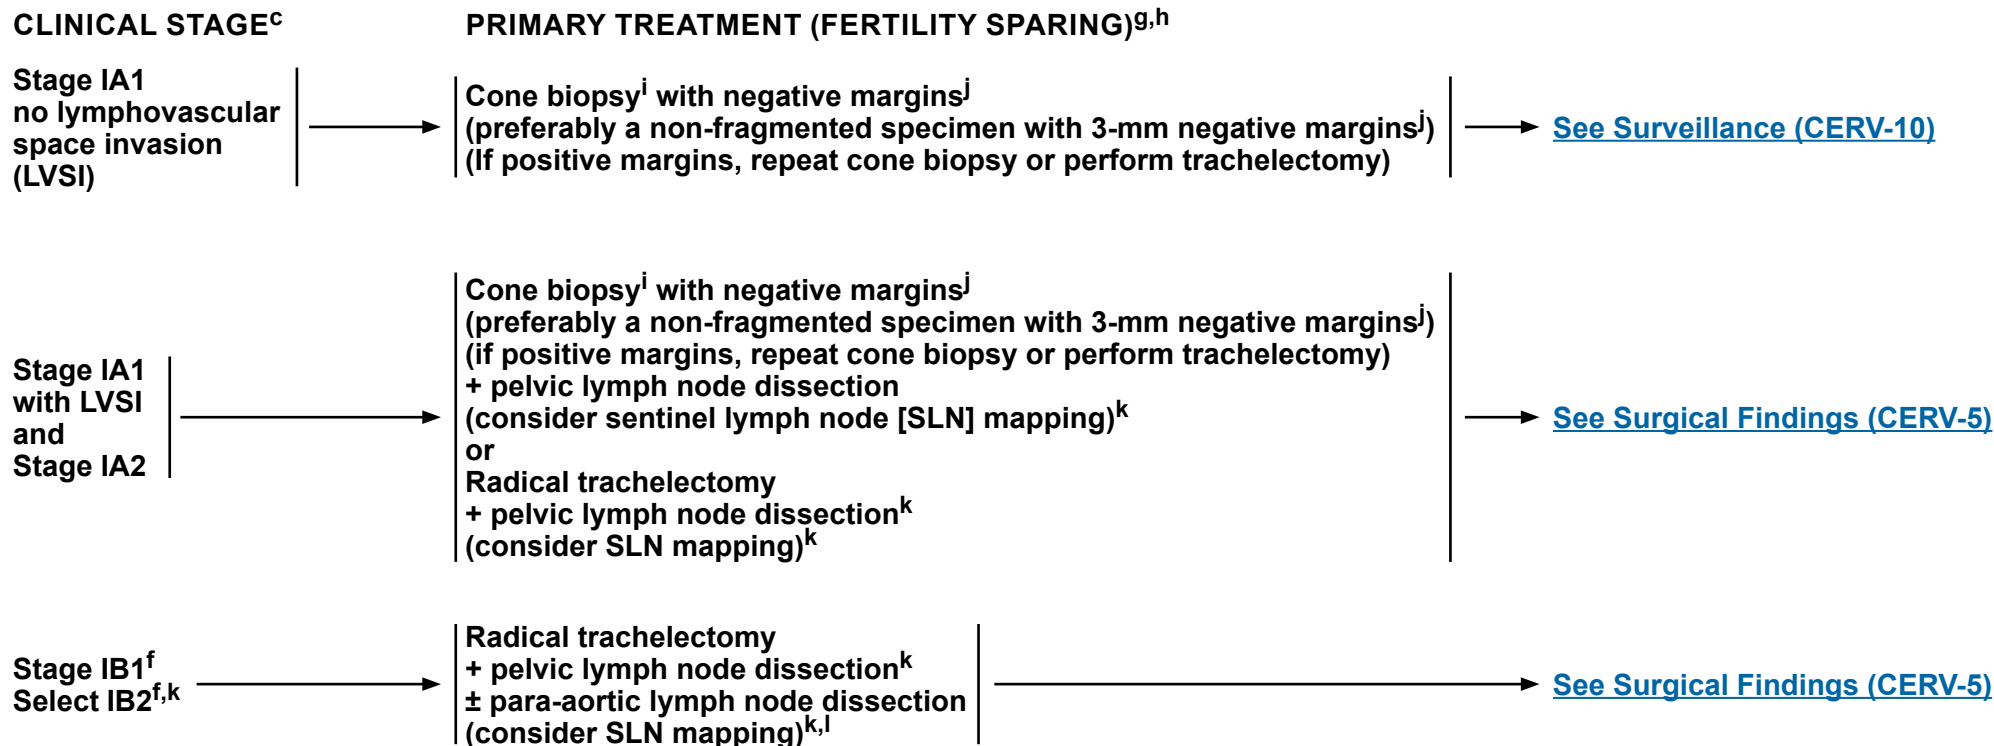 CLINICAL STAGEc
PRIMARY TREATMENT (FERTILITY SPARING)g,h
Stage IA1
no lymphovascular
space invasion
(LVSI)
Cone biopsyi with negative marginsj
(preferably a non-fragmented specimen with 3-mm negative marginsj)
(If positive margins, repeat cone biopsy or perform trachelectomy)
See Surveillance (CERV-10)
Stage IA1
with LVSI
and
Stage IA2
Cone biopsyi with negative marginsj
(preferably a non-fragmented specimen with 3-mm negative marginsj)
(if positive margins, repeat cone biopsy or perform trachelectomy)
+ pelvic lymph node dissection
(consider sentinel lymph node [SLN] mapping)k
or
Radical trachelectomy
+ pelvic lymph node dissectionk
(consider SLN mapping)k
See Surgical Findings (CERV-5)
Stage IB1f
Select IB2f,k
Radical trachelectomy
+ pelvic lymph node dissectionk
± para-aortic lymph node dissection
(consider SLN mapping)k,l
See Surgical Findings (CERV-5)